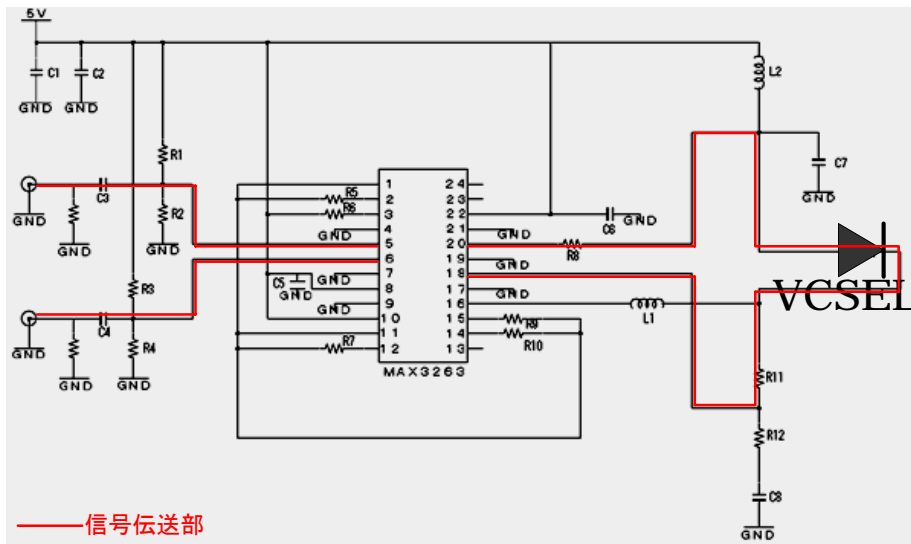 5V
C1
C2
GND
GND
L2
R1
C7
GND
C3
R2
GND
GND
GND
1
2
3
4
5
6
7
8
9
10
11
12
24
23
22
21
20
19
18
17
16
15
14
13
R5
R6
GND
C6
GND
GND
R8
GND
C5
GND
GND
GND
GND
VCSEL
R3
C4
L1
GND
R4
R7
R9
R10
GND
GND
MAX3263
R11
R12
C8
GND
信号伝送部